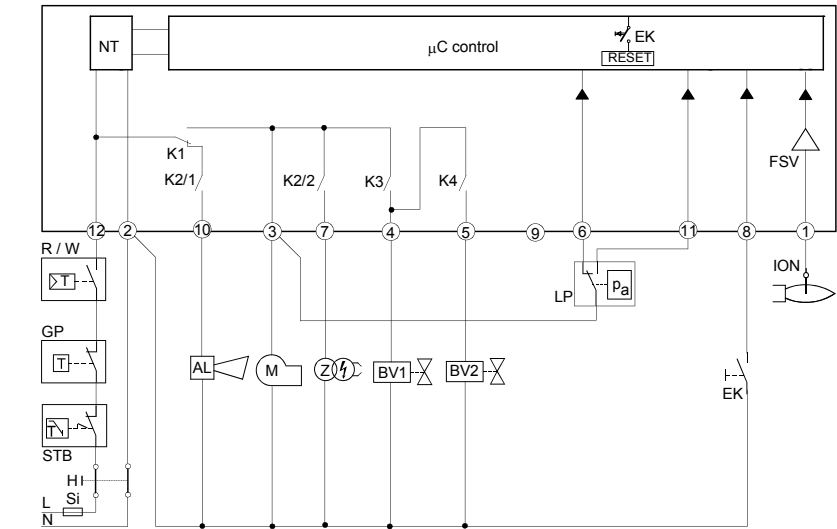 NT
μC control
EK
RESET
K1
FSV
K2/1
K2/2
K3
K4
12 2 10 3 7 4 5 9 6 11 8 1
R / W
T
LP
pa
ION
GP
T
AL
M
Z
BV1
BV2
EK
T
STB
H
Si
L
N